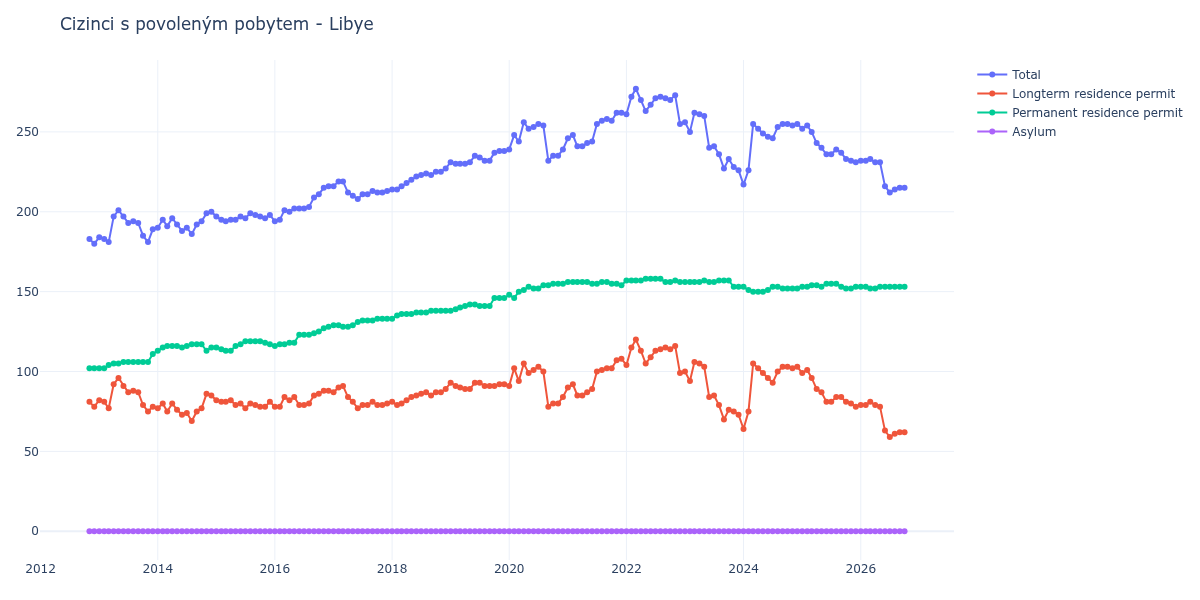 Cizinci s povoleným pobytem - Libye
Total
Longterm residence permit
Permanent residence permit
Asylum
250
200
150
100
50
0
2012 2014 2016 2018 2020 2022 2024 2026